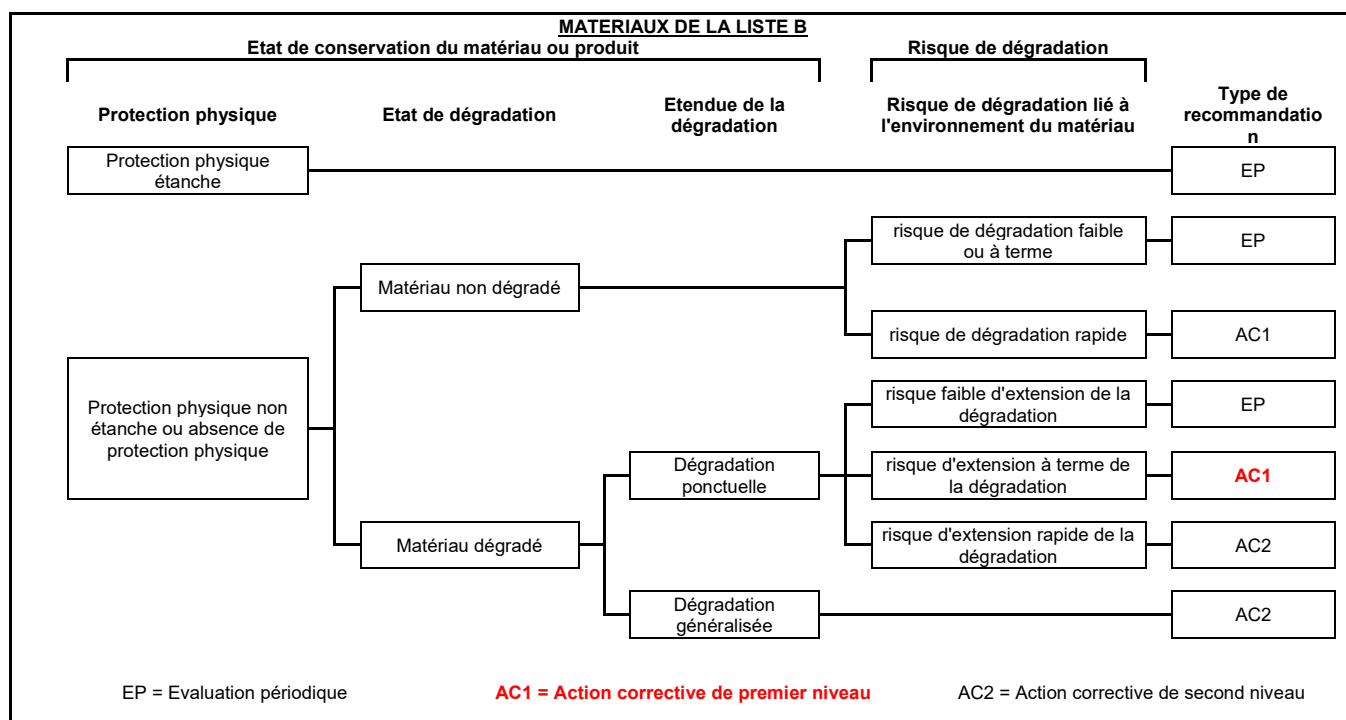 MATERIAUX DE LA LISTE B
Etat de conservation du matériau ou produit
Risque de dégradation
Protection physique
Etat de dégradation
Etendue de la
dégradation
Risque de dégradation lié à
l'environnement du matériau
Type de
recommandatio
n
Protection physique
étanche
EP
risque de dégradation faible
ou à terme
EP
Matériau non dégradé
risque de dégradation rapide
AC1
Protection physique non
étanche ou absence de
protection physique
risque faible d'extension de la
dégradation
EP
Dégradation
ponctuelle
risque d'extension à terme de
la dégradation
AC1
Matériau dégradé
risque d'extension rapide de la
dégradation
AC2
Dégradation
généralisée
AC2
EP = Evaluation périodique
AC1 = Action corrective de premier niveau
AC2 = Action corrective de second niveau